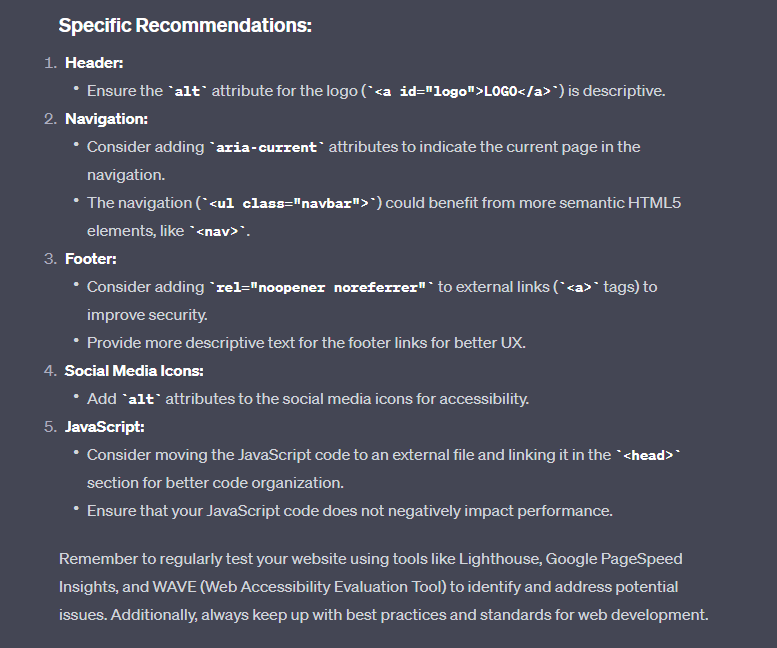 Specific Recommendations:
1. Header:
• Ensure the `alt` attribute for the logo (`<a id="logo">LOGO</a>`) is descriptive.
2. Navigation:
• Consider adding `aria-current` attributes to indicate the current page in the
navigation.
• The navigation (`<ul class="navbar">`) could benefit from more semantic HTML5
elements, like `<nav>`.
3. Footer:
• Consider adding `rel="noopener noreferrer"` to external links (`<a>` tags) to
improve security.
• Provide more descriptive text for the footer links for better UX.
4. Social Media Icons:
• Add `alt` attributes to the social media icons for accessibility.
5. JavaScript:
• Consider moving the JavaScript code to an external file and linking it in the `<head>`
section for better code organization.
• Ensure that your JavaScript code does not negatively impact performance.
Remember to regularly test your website using tools like Lighthouse, Google PageSpeed
Insights, and WAVE (Web Accessibility Evaluation Tool) to identify and address potential
issues. Additionally, always keep up with best practices and standards for web development.